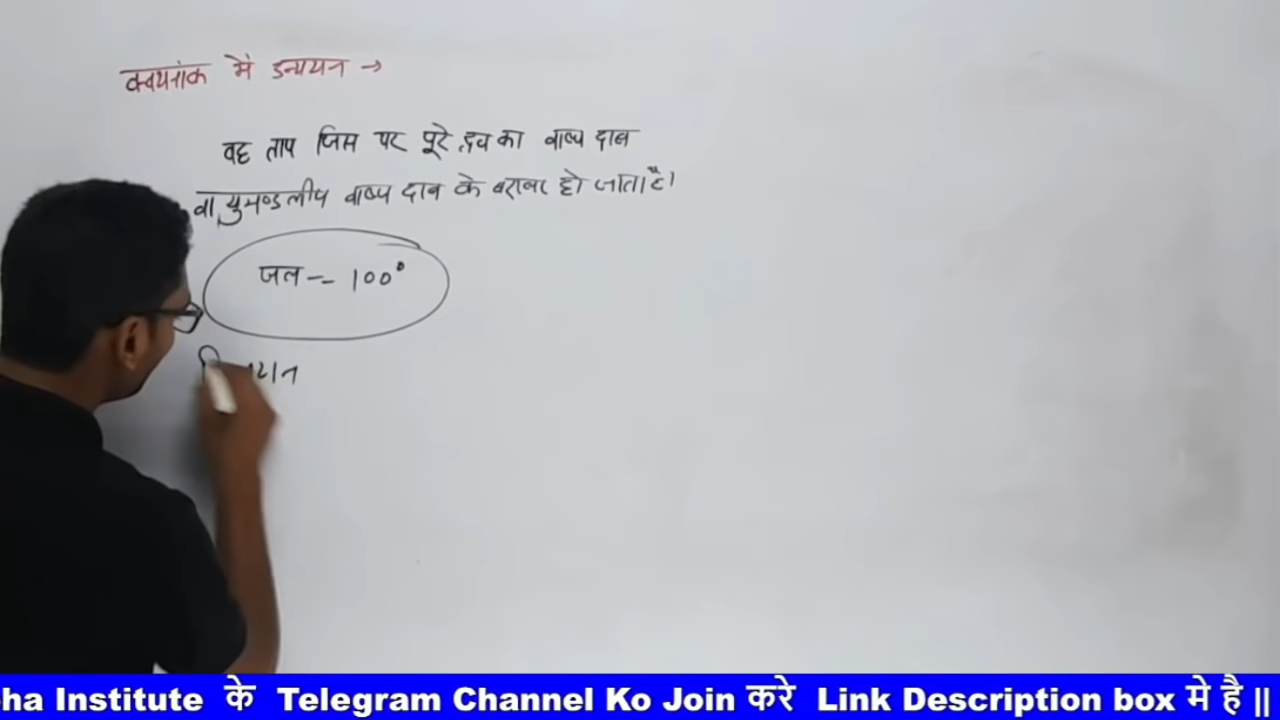 क्वथनांक में उन्नयन →
वह ताप जिस पर पूरे द्रव का वाष्प दाब
वायुमण्डलीय वाष्प दाब के बराबर हो जाता है।
जल -- 100°
ha Institute के Telegram Channel Ko Join करे Link Description box मे है ||